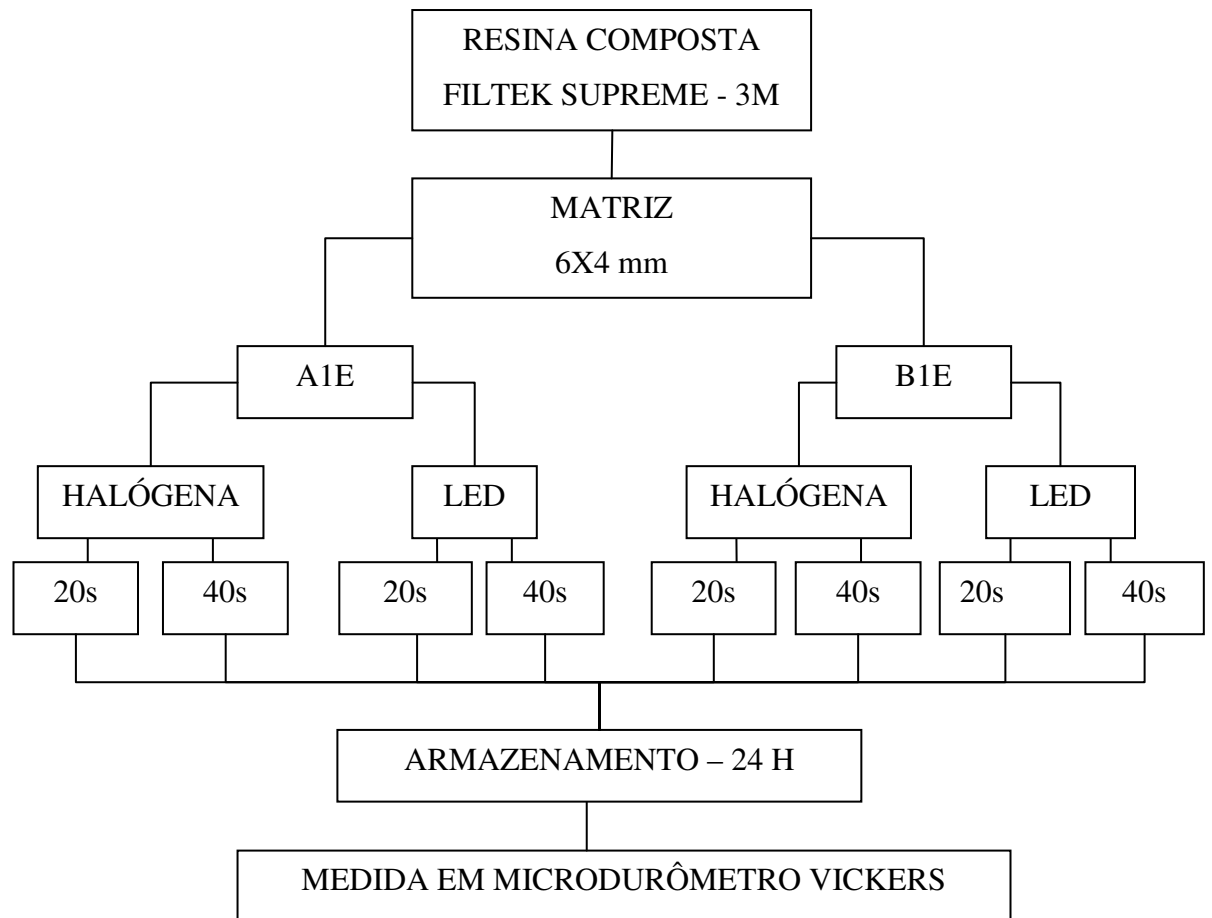 RESINA COMPOSTA
FILTEK SUPREME - 3M
MATRIZ
6X4 mm
A1E
B1E
HALÓGENA
LED
HALÓGENA
LED
20s
40s
20s
40s
20s
40s
20s
40s
ARMAZENAMENTO – 24 H
MEDIDA EM MICRODURÔMETRO VICKERS